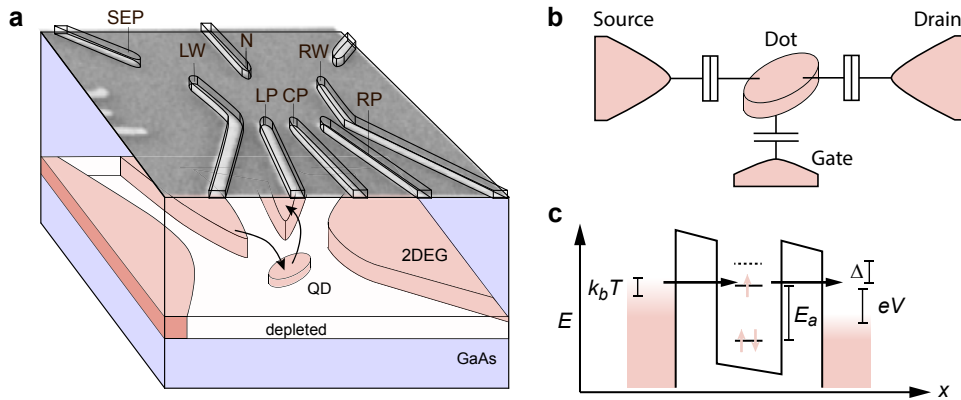 a
SEP
LW
N
RW
LP
CP
RP
2DEG
QD
depleted
GaAs
b
Source
Drain
Dot
Gate
c
k_bT
E
E_a
Δ
eV
x